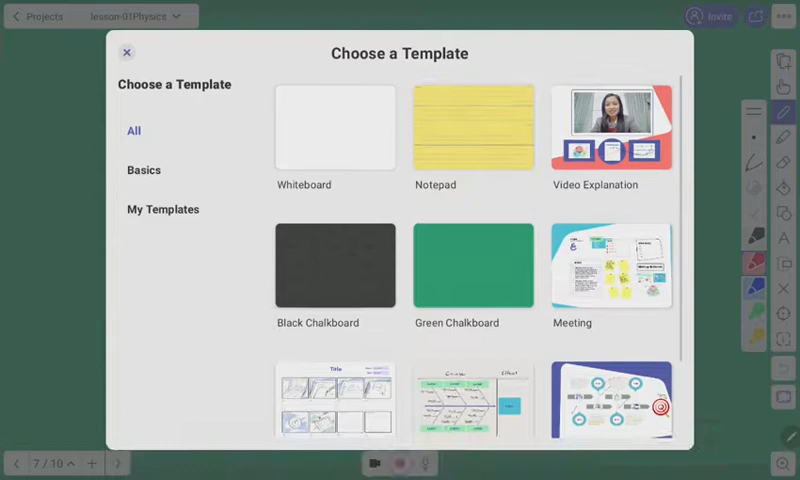 Projects
lesson-01Physics
Invite
Choose a Template
Choose a Template
All
Basics
My Templates
Whiteboard
Notepad
Video Explanation
Black Chalkboard
Green Chalkboard
Meeting
Title
Effect
7 / 10